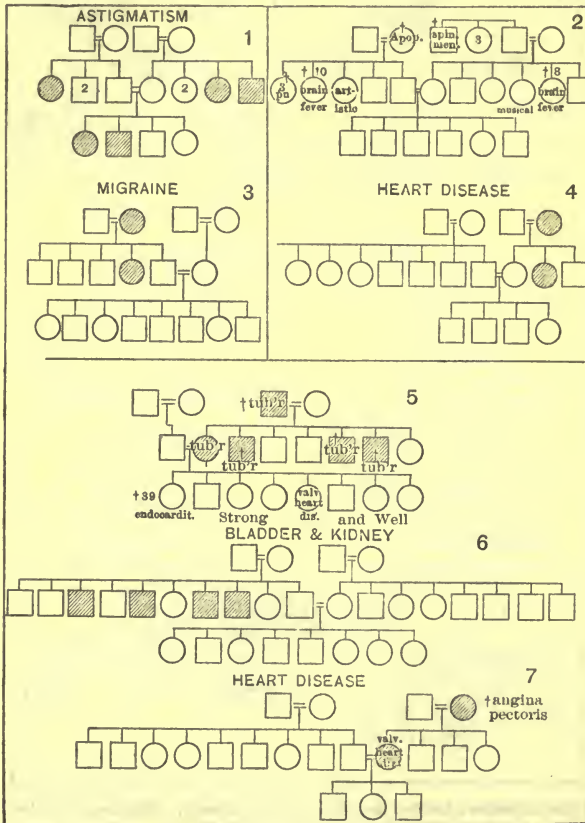 ASTIGMATISM
1
2
2
2
† Apop.
† spin. men.
3
† 3 pn
† 10 brain fever
art-istic
musical
† 8 brain fever
MIGRAINE
3
HEART DISEASE
4
5
† tub'r
tub'r
† tub'r
† tub'r
† tub'r
† 39 endocardit.
Strong
valv. heart dis.
and Well
BLADDER & KIDNEY
6
HEART DISEASE
7
† angina
pectoris
valv. heart dis.